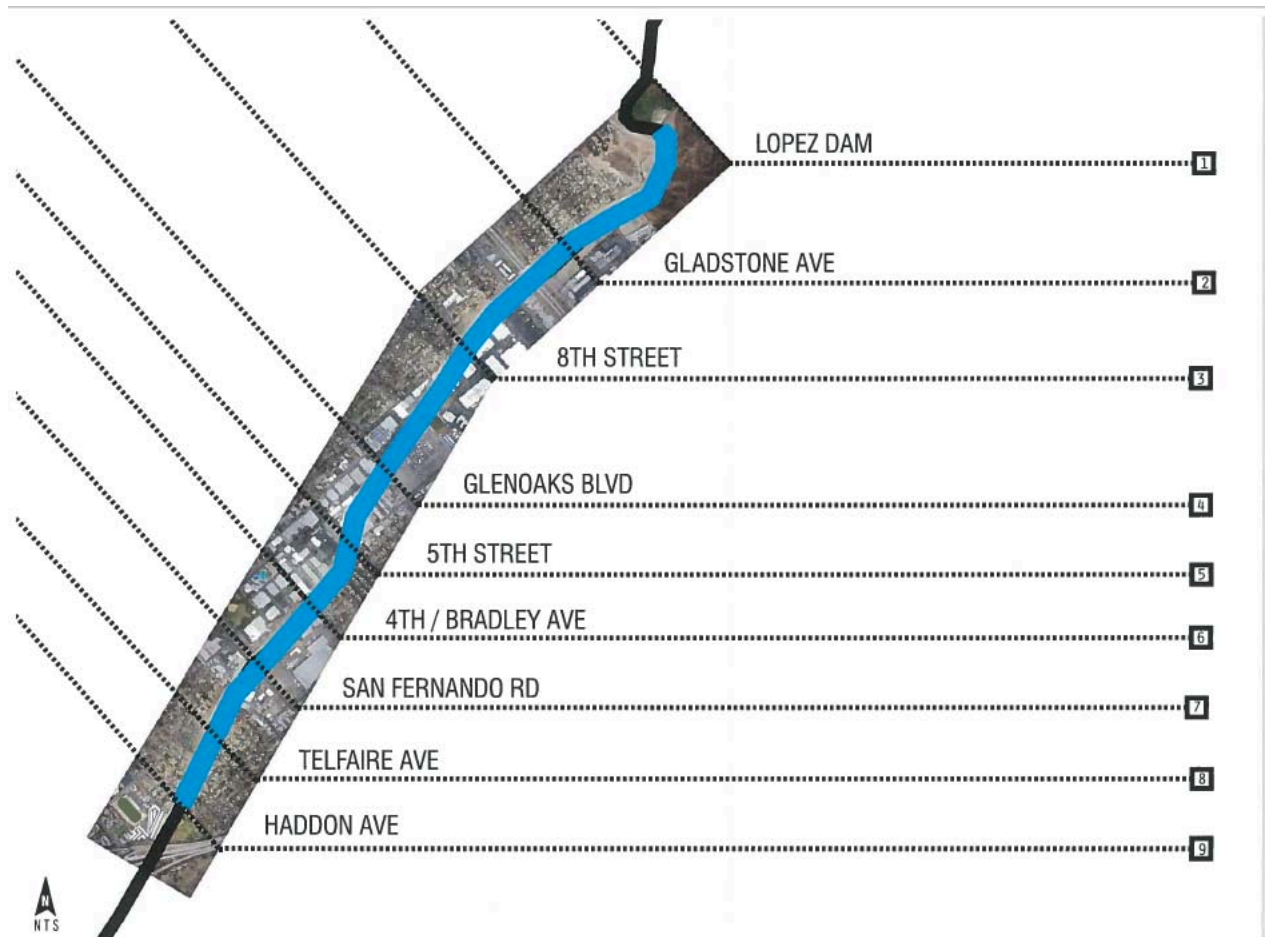 LOPEZ DAM 1
GLADSTONE AVE 2
8TH STREET 3
GLENOAKS BLVD 4
5TH STREET 5
4TH / BRADLEY AVE 6
SAN FERNANDO RD 7
TELFAIRE AVE 8
HADDON AVE 9
N
NTS